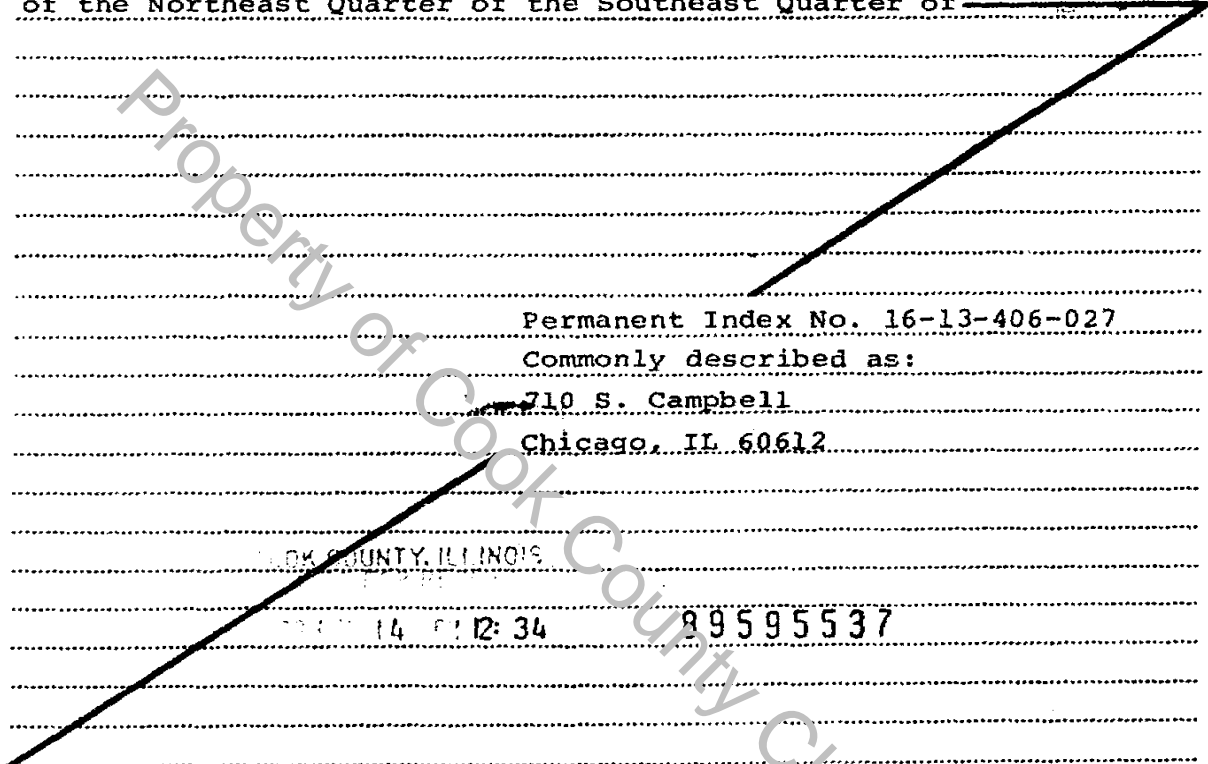 of the Northeast Quarter of the Southeast Quarter of
Permanent Index No. 16-13-406-027
Commonly described as:
710 S. Campbell
Chicago, IL 60612
COUNTY, ILLINOIS
14 12: 34 89595537
Property of Cook County